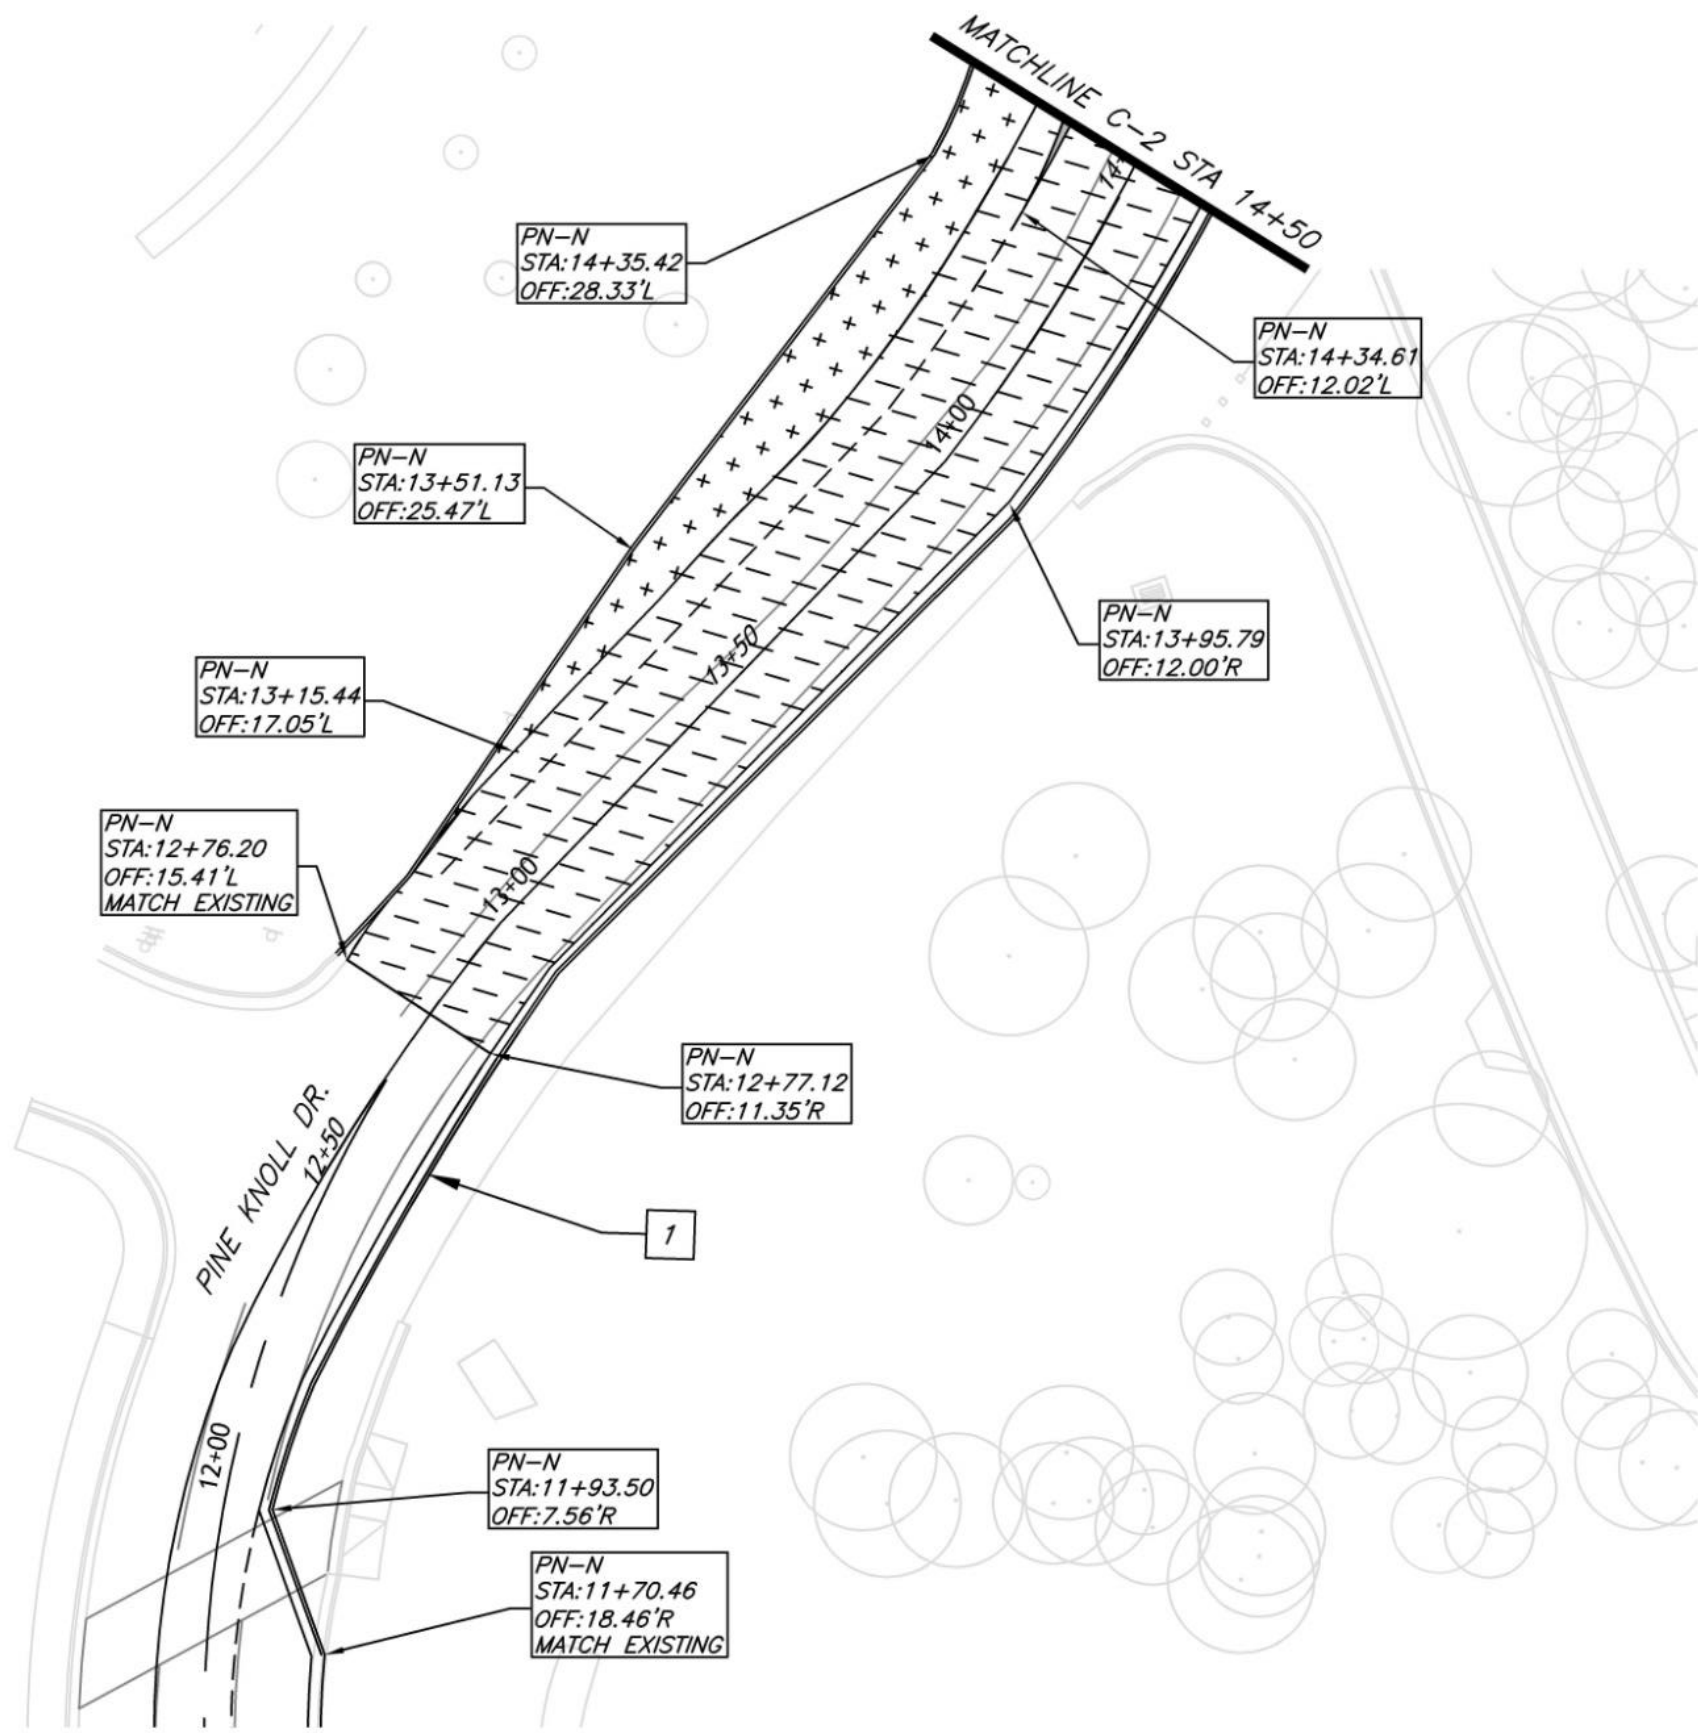 MATCHLINE C-2 STA 14+50
14+
PN-N
STA:14+35.42
OFF:28.33'L
PN-N
STA:14+34.61
OFF:12.02'L
14+00
PN-N
STA:13+51.13
OFF:25.47'L
PN-N
STA:13+95.79
OFF:12.00'R
13+50
PN-N
STA:13+15.44
OFF:17.05'L
PN-N
STA:12+76.20
OFF:15.41'L
MATCH EXISTING
13+00
PN-N
STA:12+77.12
OFF:11.35'R
PINE KNOLL DR.
12+50
1
12+00
PN-N
STA:11+93.50
OFF:7.56'R
PN-N
STA:11+70.46
OFF:18.46'R
MATCH EXISTING